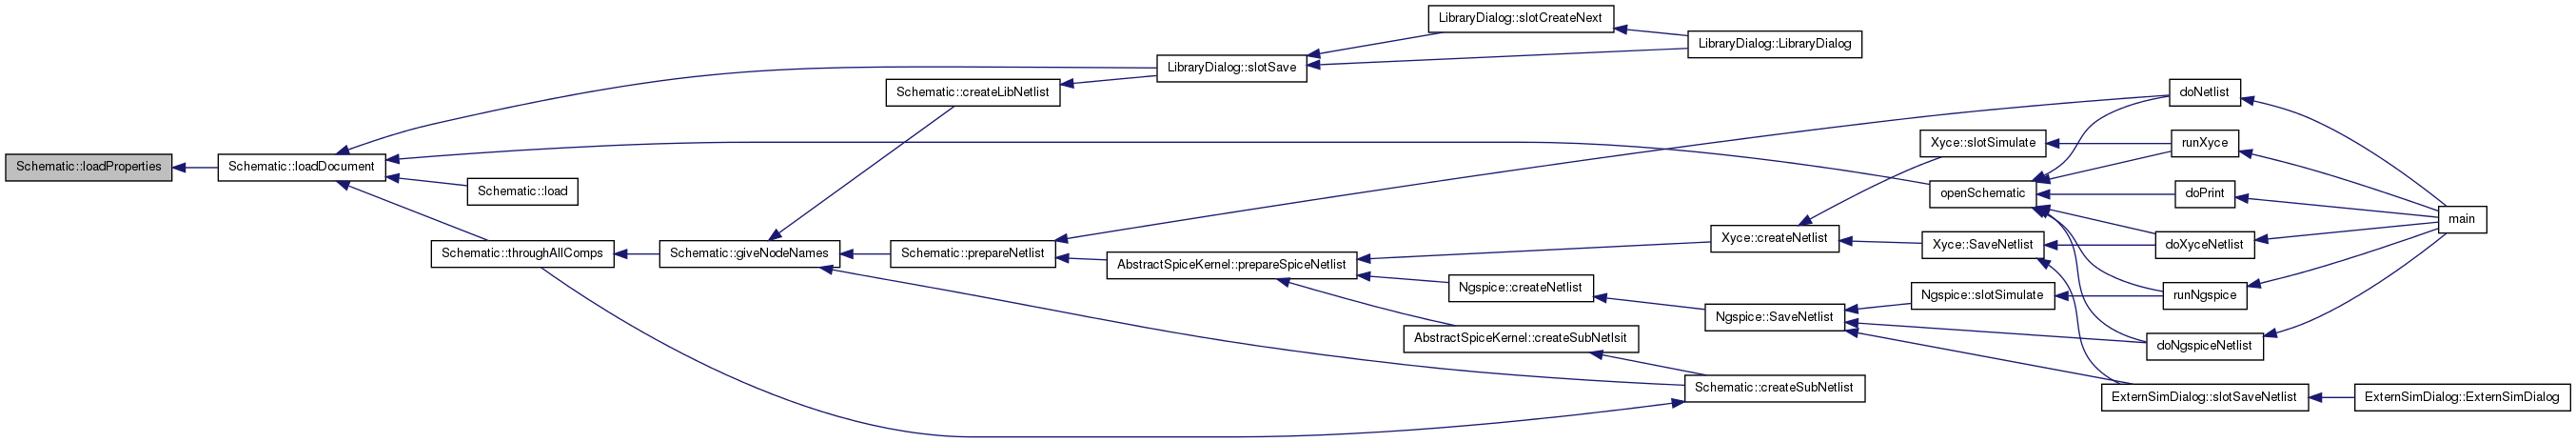 LibraryDialog::slotCreateNext
LibraryDialog::LibraryDialog
LibraryDialog::slotSave
Schematic::createLibNetlist
doNetlist
Xyce::slotSimulate
runXyce
Schematic::loadProperties
Schematic::loadDocument
Schematic::load
openSchematic
doPrint
main
Schematic::throughAllComps
Schematic::giveNodeNames
Schematic::prepareNetlist
Xyce::createNetlist
Xyce::SaveNetlist
doXyceNetlist
AbstractSpiceKernel::prepareSpiceNetlist
Ngspice::createNetlist
Ngspice::slotSimulate
runNgspice
Ngspice::SaveNetlist
AbstractSpiceKernel::createSubNetlsit
doNgspiceNetlist
Schematic::createSubNetlist
ExternSimDialog::slotSaveNetlist
ExternSimDialog::ExternSimDialog